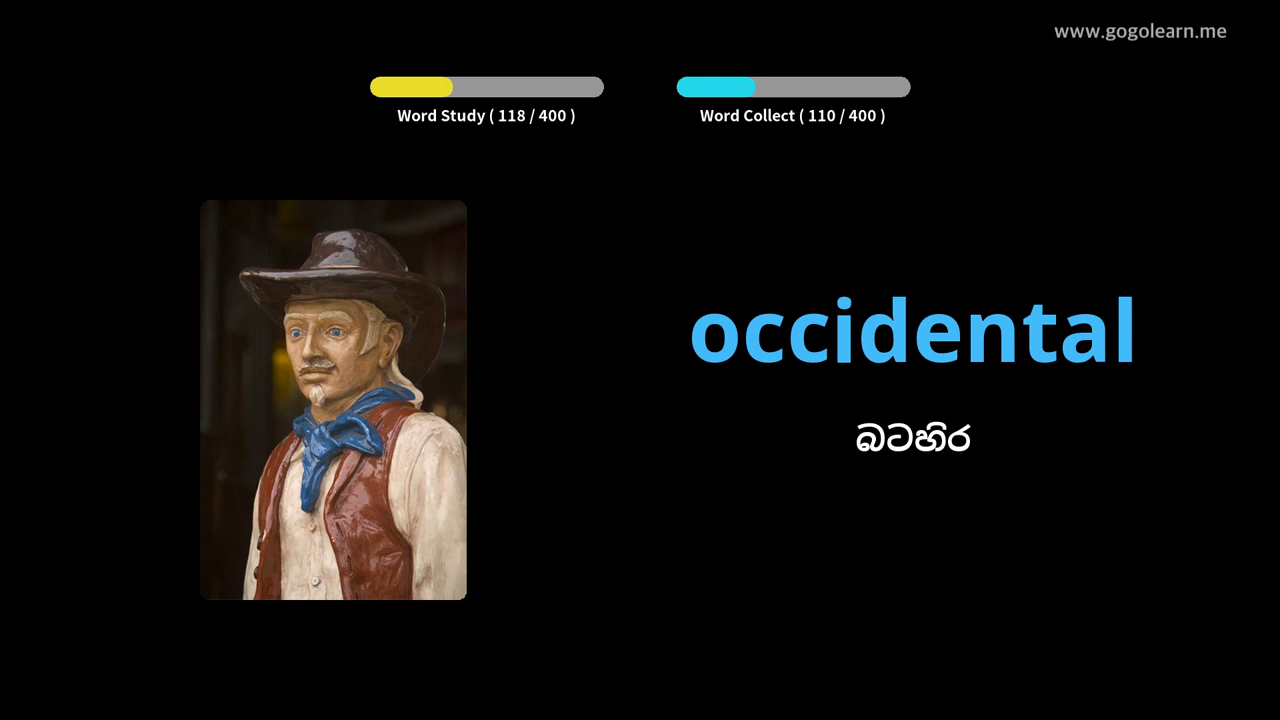 www.gogolearn.me
Word Study ( 118 / 400 )
Word Collect ( 110 / 400 )
occidental
බටහිර